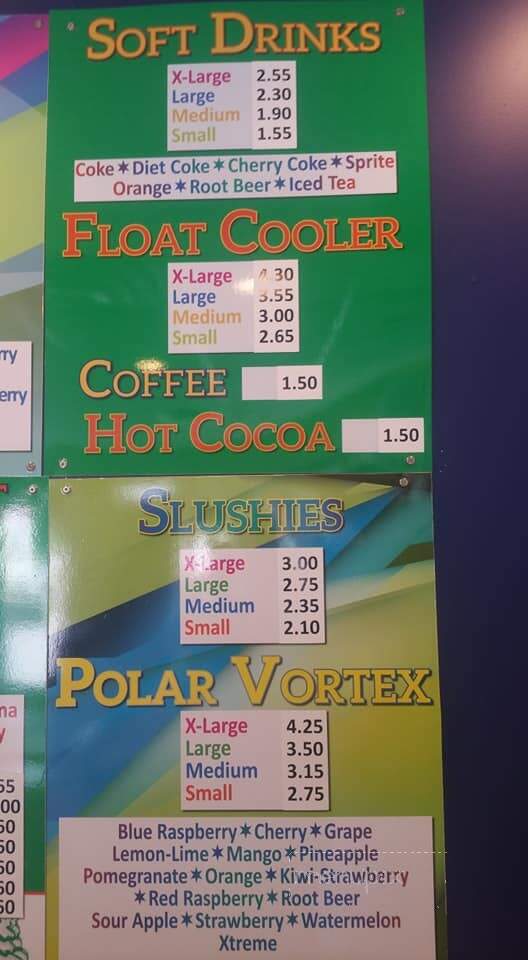 SOFT DRINKS
X-Large 2.55
Large 2.30
Medium 1.90
Small 1.55
Coke✶Diet Coke✶Cherry Coke✶Sprite
Orange✶Root Beer✶Iced Tea
FLOAT COOLER
X-Large 4.30
Large 3.55
Medium 3.00
Small 2.65
COFFEE 1.50
HOT COCOA 1.50
SLUSHIES
X-Large 3.00
Large 2.75
Medium 2.35
Small 2.10
POLAR VORTEX
X-Large 4.25
Large 3.50
Medium 3.15
Small 2.75
Blue Raspberry✶Cherry✶Grape
Lemon-Lime✶Mango✶Pineapple
Pomegranate✶Orange✶Kiwi-Strawberry
✶Red Raspberry✶Root Beer
Sour Apple✶Strawberry✶Watermelon
Xtreme